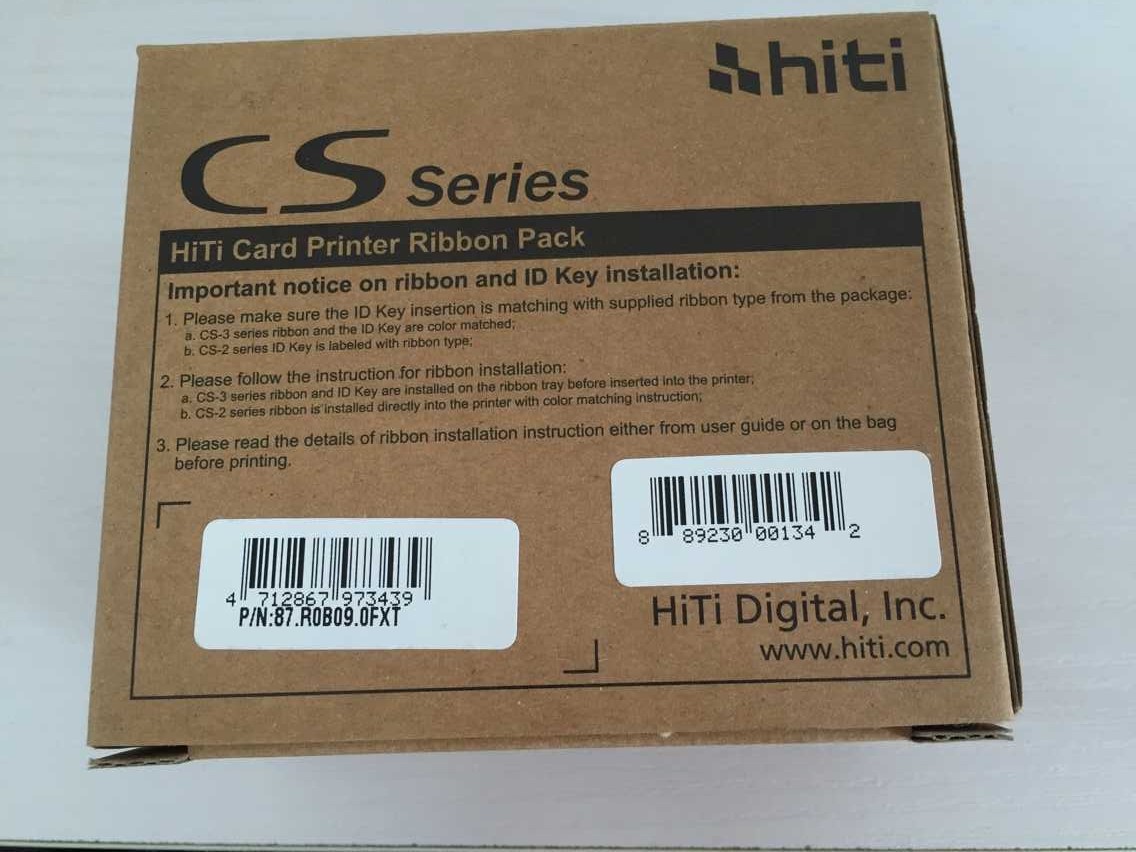 hiti
CS Series
HiTi Card Printer Ribbon Pack
Important notice on ribbon and ID Key installation:
1. Please make sure the ID Key insertion is matching with supplied ribbon type from the package:
a. CS-3 series ribbon and the ID Key are color matched;
b. CS-2 series ID Key is labeled with ribbon type;
2. Please follow the instruction for ribbon installation:
a. CS-3 series ribbon and ID Key are installed on the ribbon tray before inserted into the printer;
b. CS-2 series ribbon is installed directly into the printer with color matching instruction;
3. Please read the details of ribbon installation instruction either from user guide or on the bag
before printing.
8 89230 00134 2
4 712867 973439
P/N:87.R0B09.0FXT
HiTi Digital, Inc.
www.hiti.com